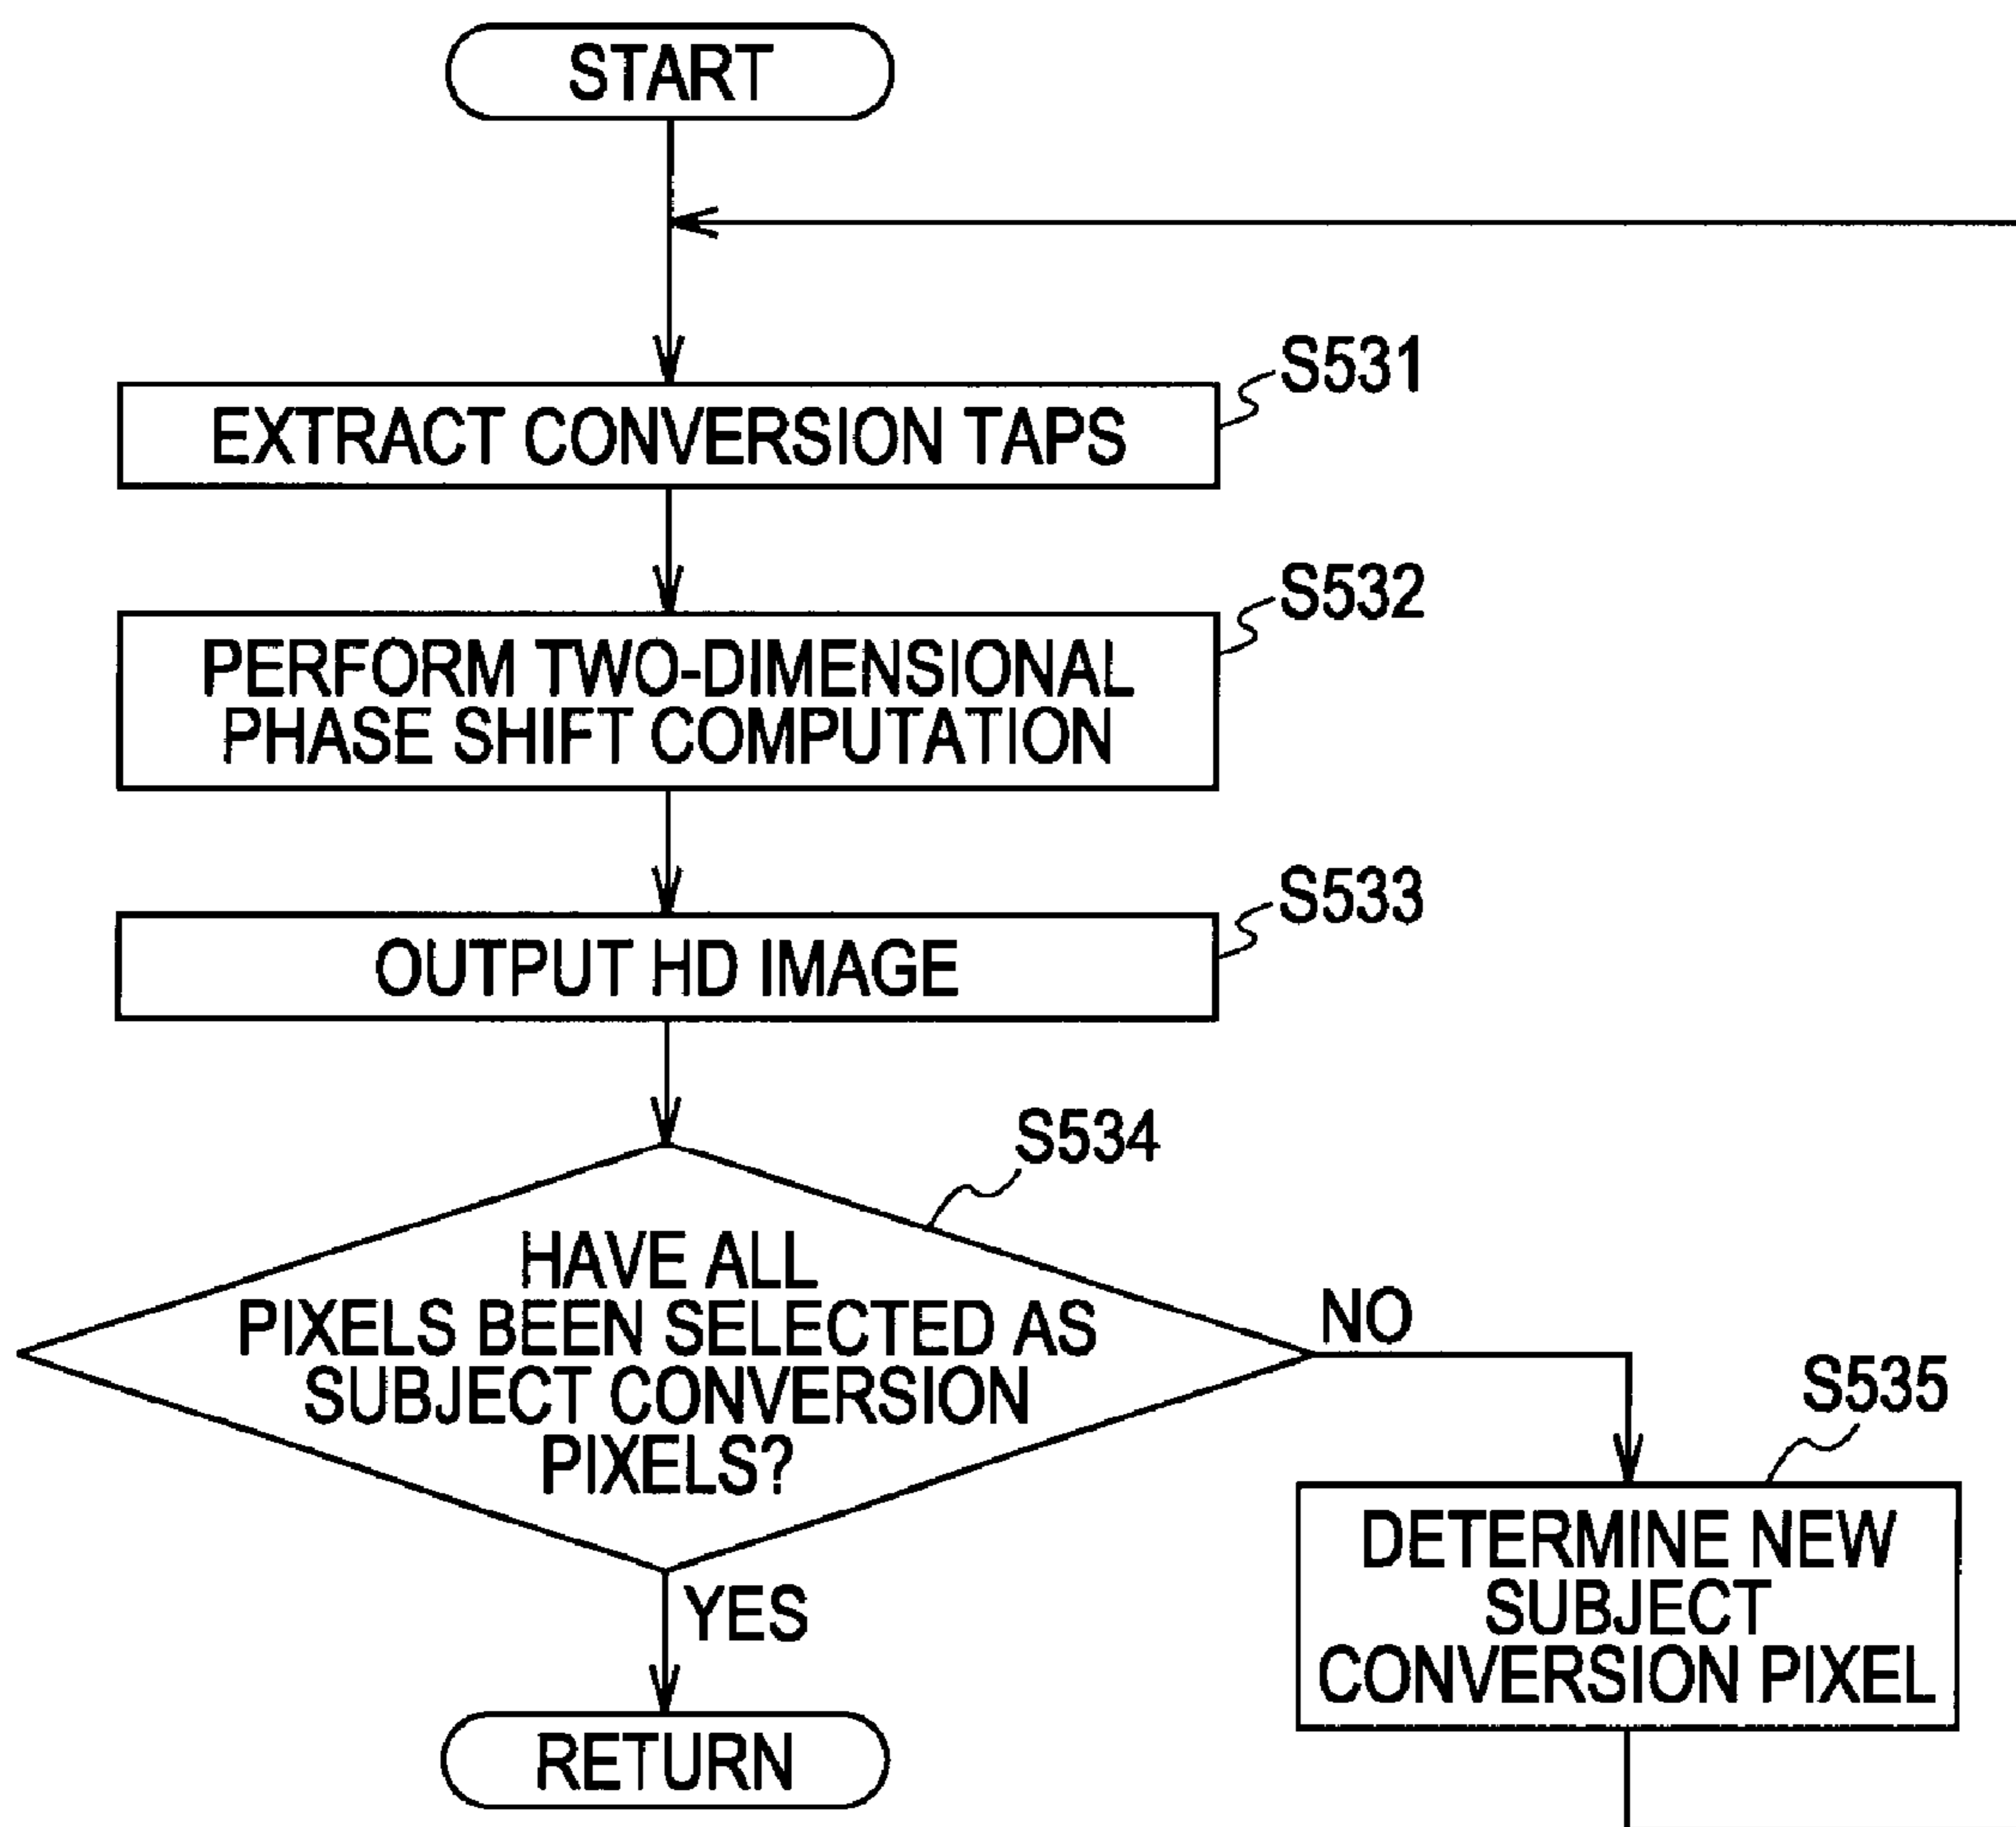 START
S531
EXTRACT CONVERSION TAPS
S532
PERFORM TWO-DIMENSIONAL
PHASE SHIFT COMPUTATION
S533
OUTPUT HD IMAGE
S534
HAVE ALL
PIXELS BEEN SELECTED AS
SUBJECT CONVERSION
PIXELS?
NO
S535
DETERMINE NEW
SUBJECT
CONVERSION PIXEL
YES
RETURN